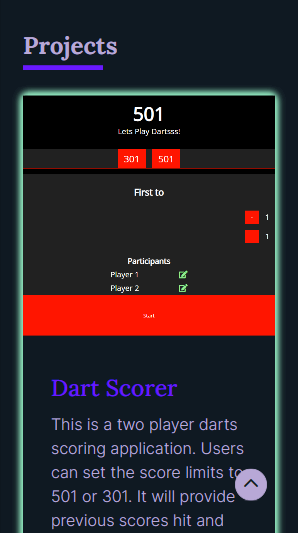 Projects
501
Lets Play Dartsss!
301 501
First to
- 1
1
Participants
Player 1
Player 2
Start
Dart Scorer
This is a two player darts
scoring application. Users
can set the score limits to
501 or 301. It will provide
previous scores hit and